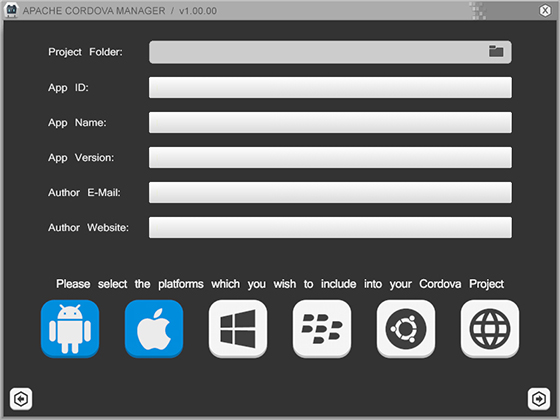 APACHE CORDOVA MANAGER / v1.00.00
Project Folder:
App ID:
App Name:
App Version:
Author E-Mail:
Author Website:
Please select the platforms which you wish to include into your Cordova Project